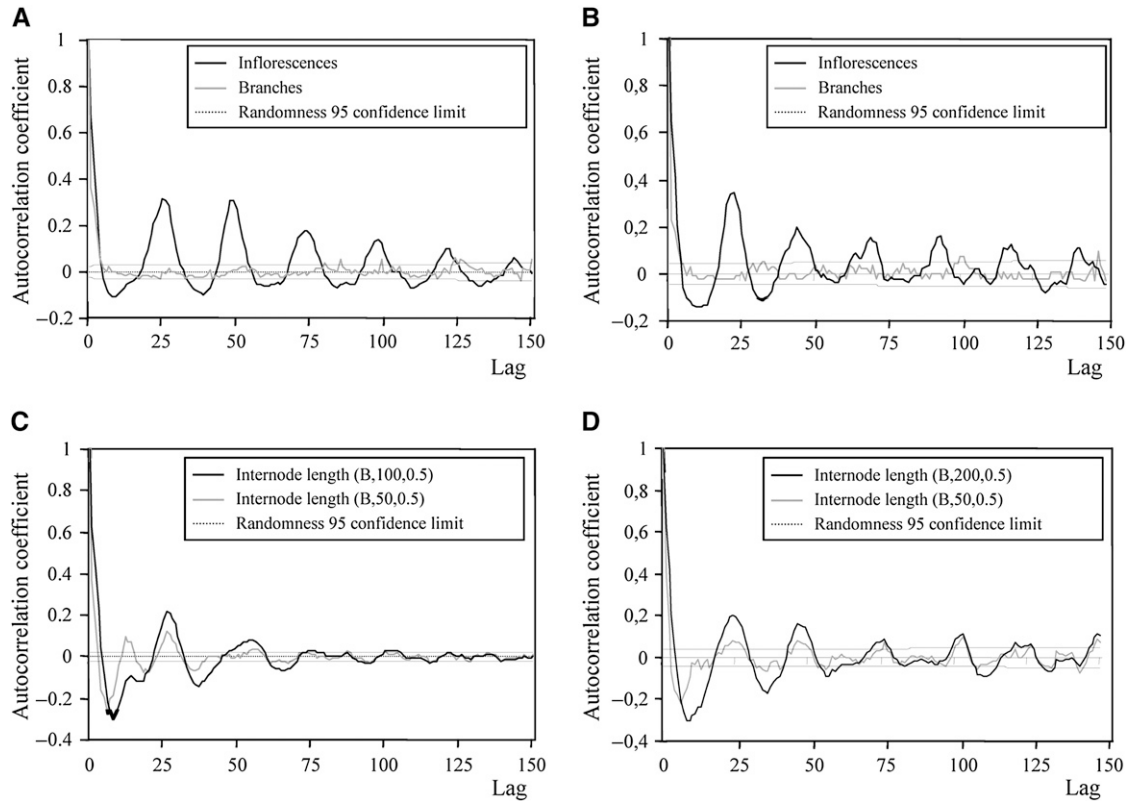 A
Autocorrelation coefficient
1
0.8
0.6
0.4
0.2
0
−0.2
Inflorescences
Branches
Randomness 95 confidence limit
0 25 50 75 100 125 150
Lag
B
Autocorrelation coefficient
1
0,8
0,6
0,4
0,2
0
−0,2
Inflorescences
Branches
Randomness 95 confidence limit
0 25 50 75 100 125 150
Lag
C
Autocorrelation coefficient
1
0.8
0.6
0.4
0.2
0
−0.2
−0.4
Internode length (B,100,0.5)
Internode length (B,50,0.5)
Randomness 95 confidence limit
0 25 50 75 100 125 150
Lag
D
Autocorrelation coefficient
1
0,8
0,6
0,4
0,2
0
−0,2
−0.4
Internode length (B,200,0.5)
Internode length (B,50,0.5)
Randomness 95 confidence limit
0 25 50 75 100 125 150
Lag